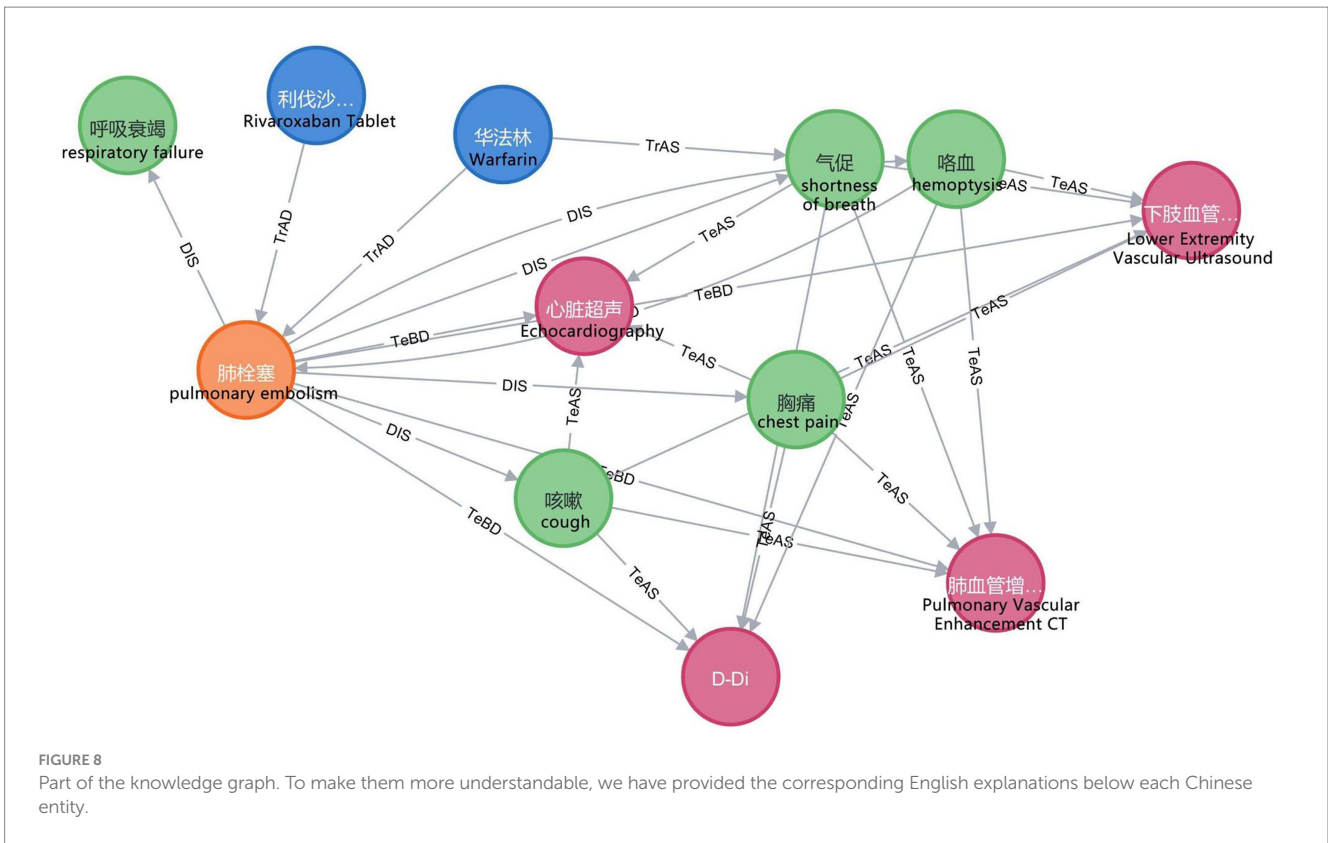 呼吸衰竭
respiratory failure
利伐沙…
Rivaroxaban Tablet
华法林
Warfarin
气促
shortness
of breath
咯血
hemoptysis
下肢血管…
Lower Extremity
Vascular Ultrasound
心脏超声
Echocardiography
肺栓塞
pulmonary embolism
胸痛
chest pain
咳嗽
cough
肺血管增…
Pulmonary Vascular
Enhancement CT
D-Di
DIS
TrAD
TrAD
TrAS
DIS
DIS
TeAS
eAS
TeAS
TeBD
TeBD
DIS
TeAS
TeAS
TeAS
TeAS
TeAS
TeAS
TeAS
DIS
TeAS
TeBD
TeAS
TeBD
TeAS
TeAS
TeAS
FIGURE 8
Part of the knowledge graph. To make them more understandable, we have provided the corresponding English explanations below each Chinese
entity.